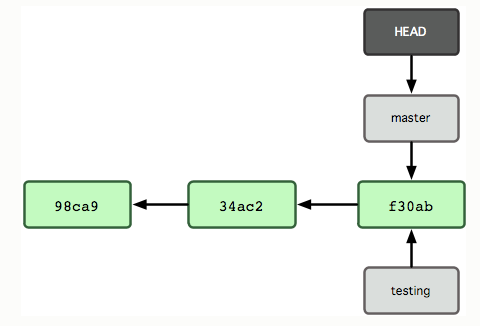 HEAD
master
98ca9
34ac2
f30ab
testing